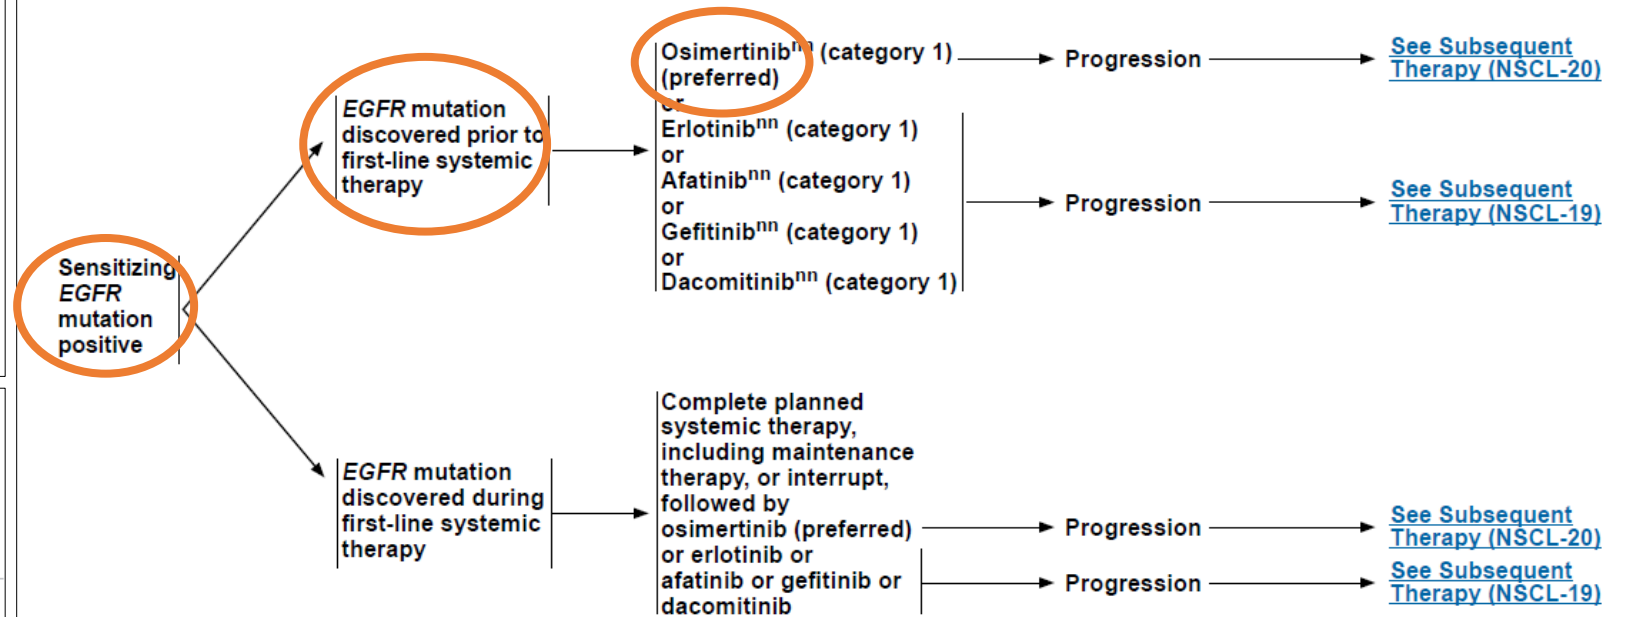 Sensitizing
EGFR
mutation
positive
EGFR mutation
discovered prior to
first-line systemic
therapy
Osimertinibnn (category 1)
(preferred)
or
Erlotinibnn (category 1)
or
Afatinibnn (category 1)
or
Gefitinibnn (category 1)
or
Dacomitinibnn (category 1)
Progression
See Subsequent
Therapy (NSCL-20)
Progression
See Subsequent
Therapy (NSCL-19)
EGFR mutation
discovered during
first-line systemic
therapy
Complete planned
systemic therapy,
including maintenance
therapy, or interrupt,
followed by
osimertinib (preferred)
or erlotinib or
afatinib or gefitinib or
dacomitinib
Progression
See Subsequent
Therapy (NSCL-20)
Progression
See Subsequent
Therapy (NSCL-19)